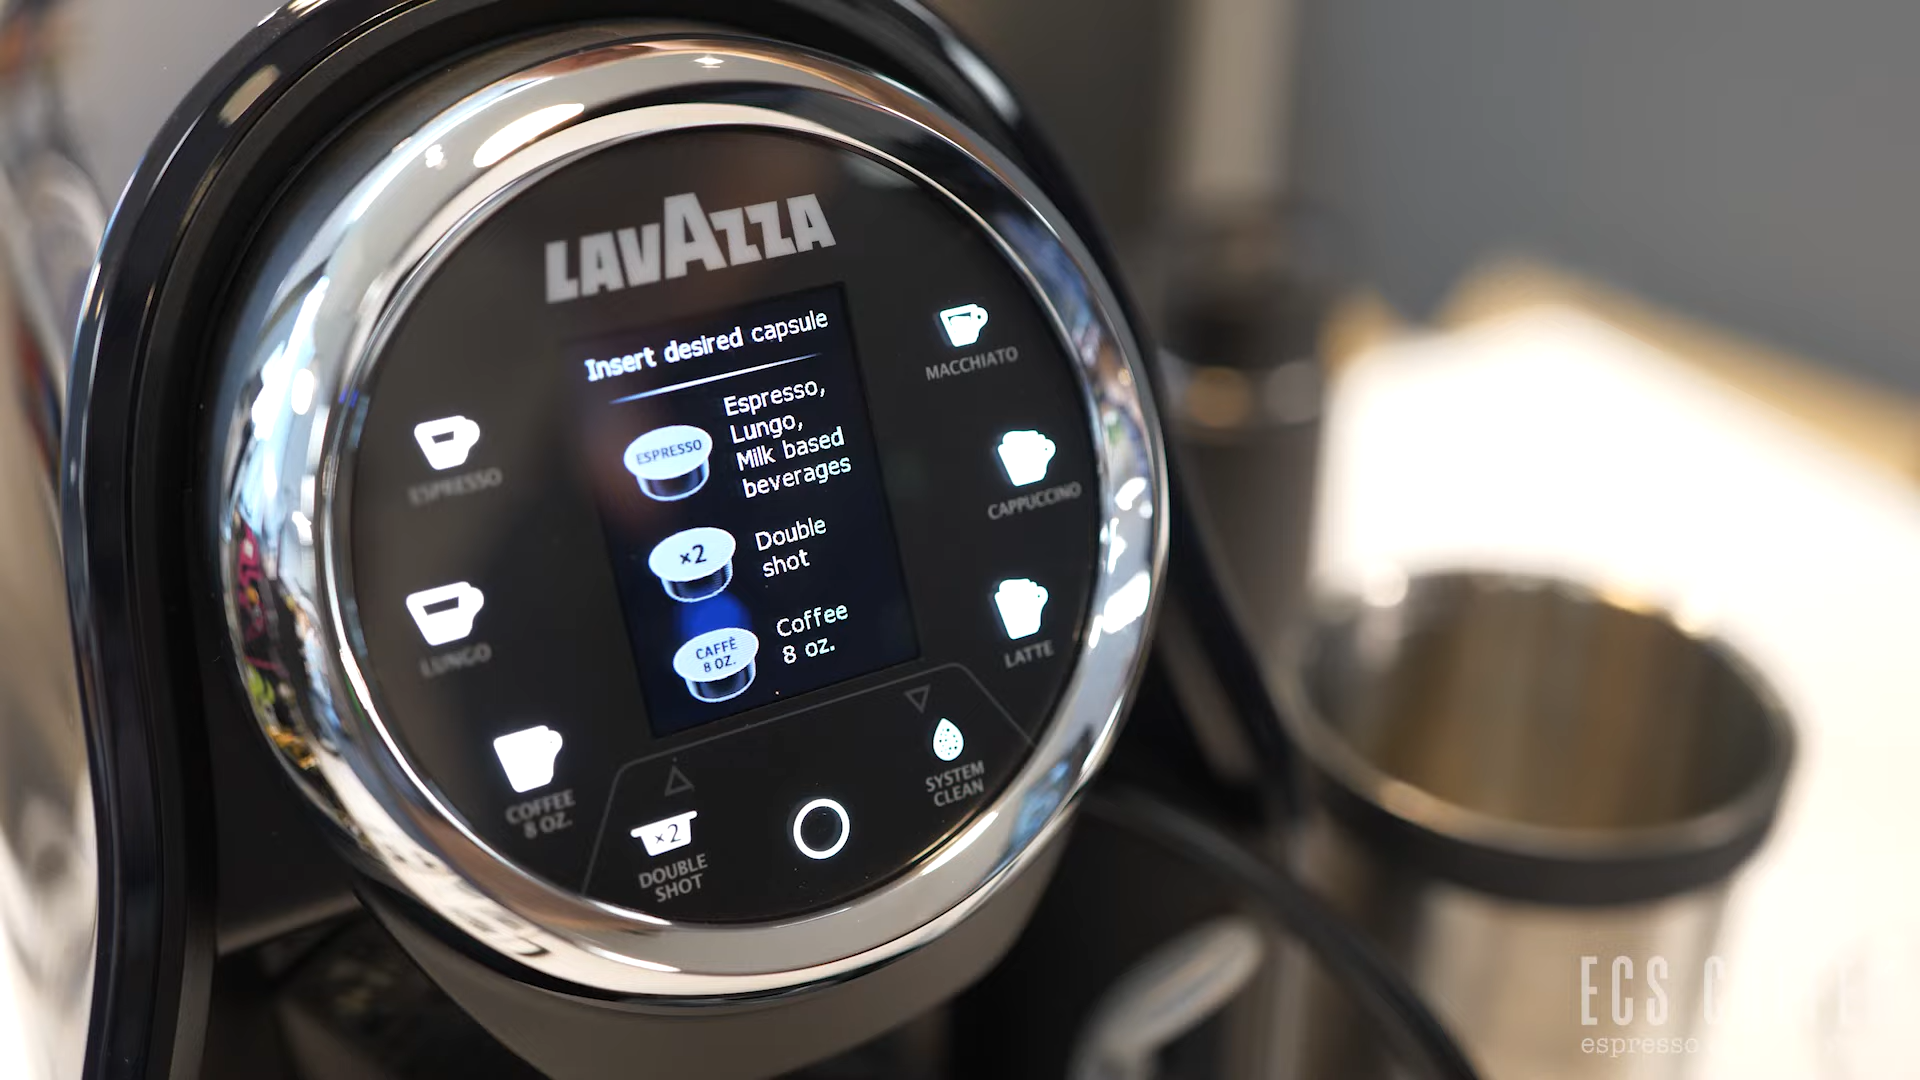 LAVAZZA
Insert desired capsule
ESPRESSO
Espresso,
Lungo,
Milk based
beverages
×2
Double
shot
CAFFÈ
8 OZ.
Coffee
8 oz.
ESPRESSO
LUNGO
COFFEE
8 OZ.
×2
DOUBLE
SHOT
MACCHIATO
CAPPUCCINO
LATTE
SYSTEM
CLEAN
ECS
espresso